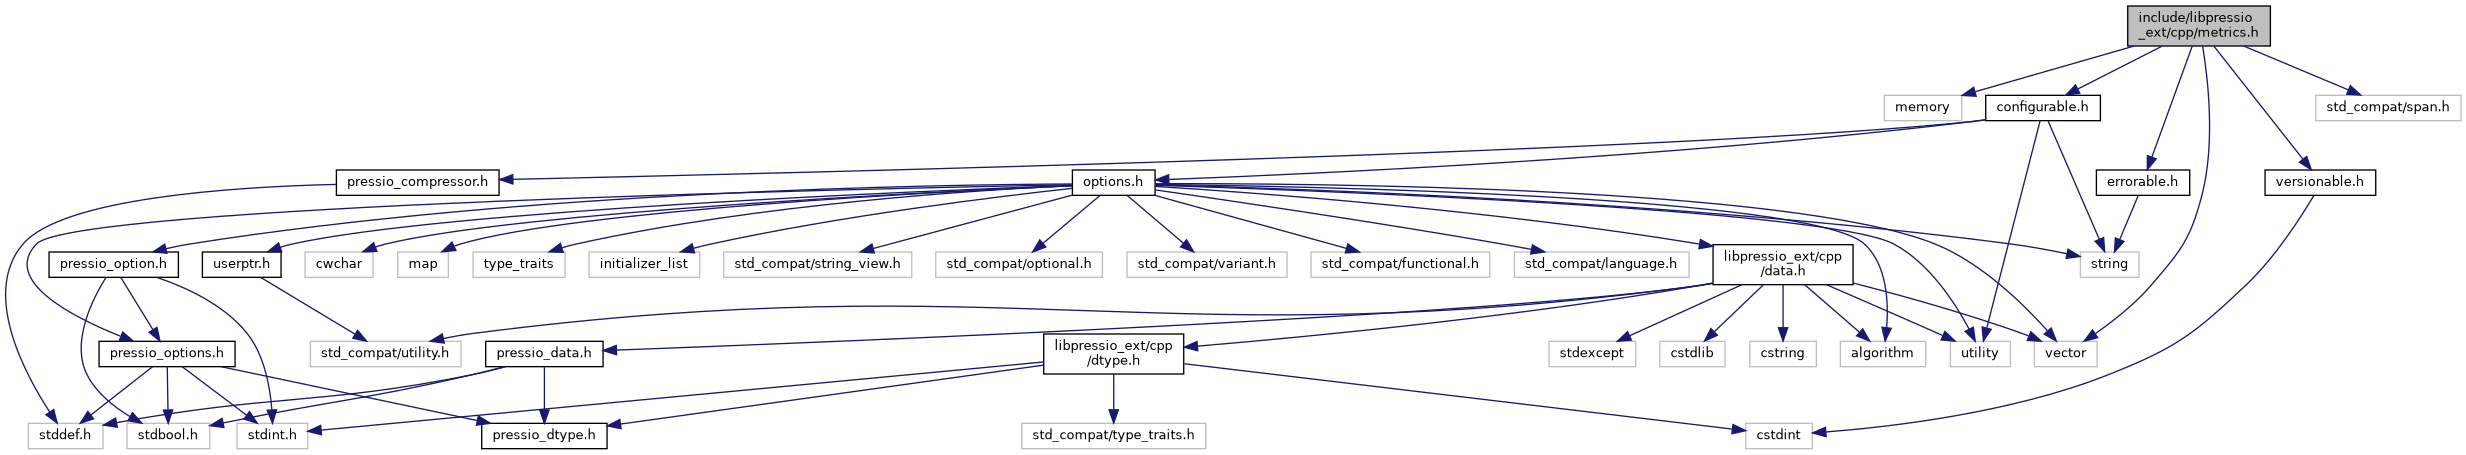 include/libpressio
_ext/cpp/metrics.h
memory
configurable.h
std_compat/span.h
pressio_compressor.h
options.h
errorable.h
versionable.h
pressio_option.h
userptr.h
cwchar
map
type_traits
initializer_list
std_compat/string_view.h
std_compat/optional.h
std_compat/variant.h
std_compat/functional.h
std_compat/language.h
libpressio_ext/cpp
/data.h
string
pressio_options.h
std_compat/utility.h
pressio_data.h
libpressio_ext/cpp
/dtype.h
stdexcept
cstdlib
cstring
algorithm
utility
vector
stddef.h
stdbool.h
stdint.h
pressio_dtype.h
std_compat/type_traits.h
cstdint